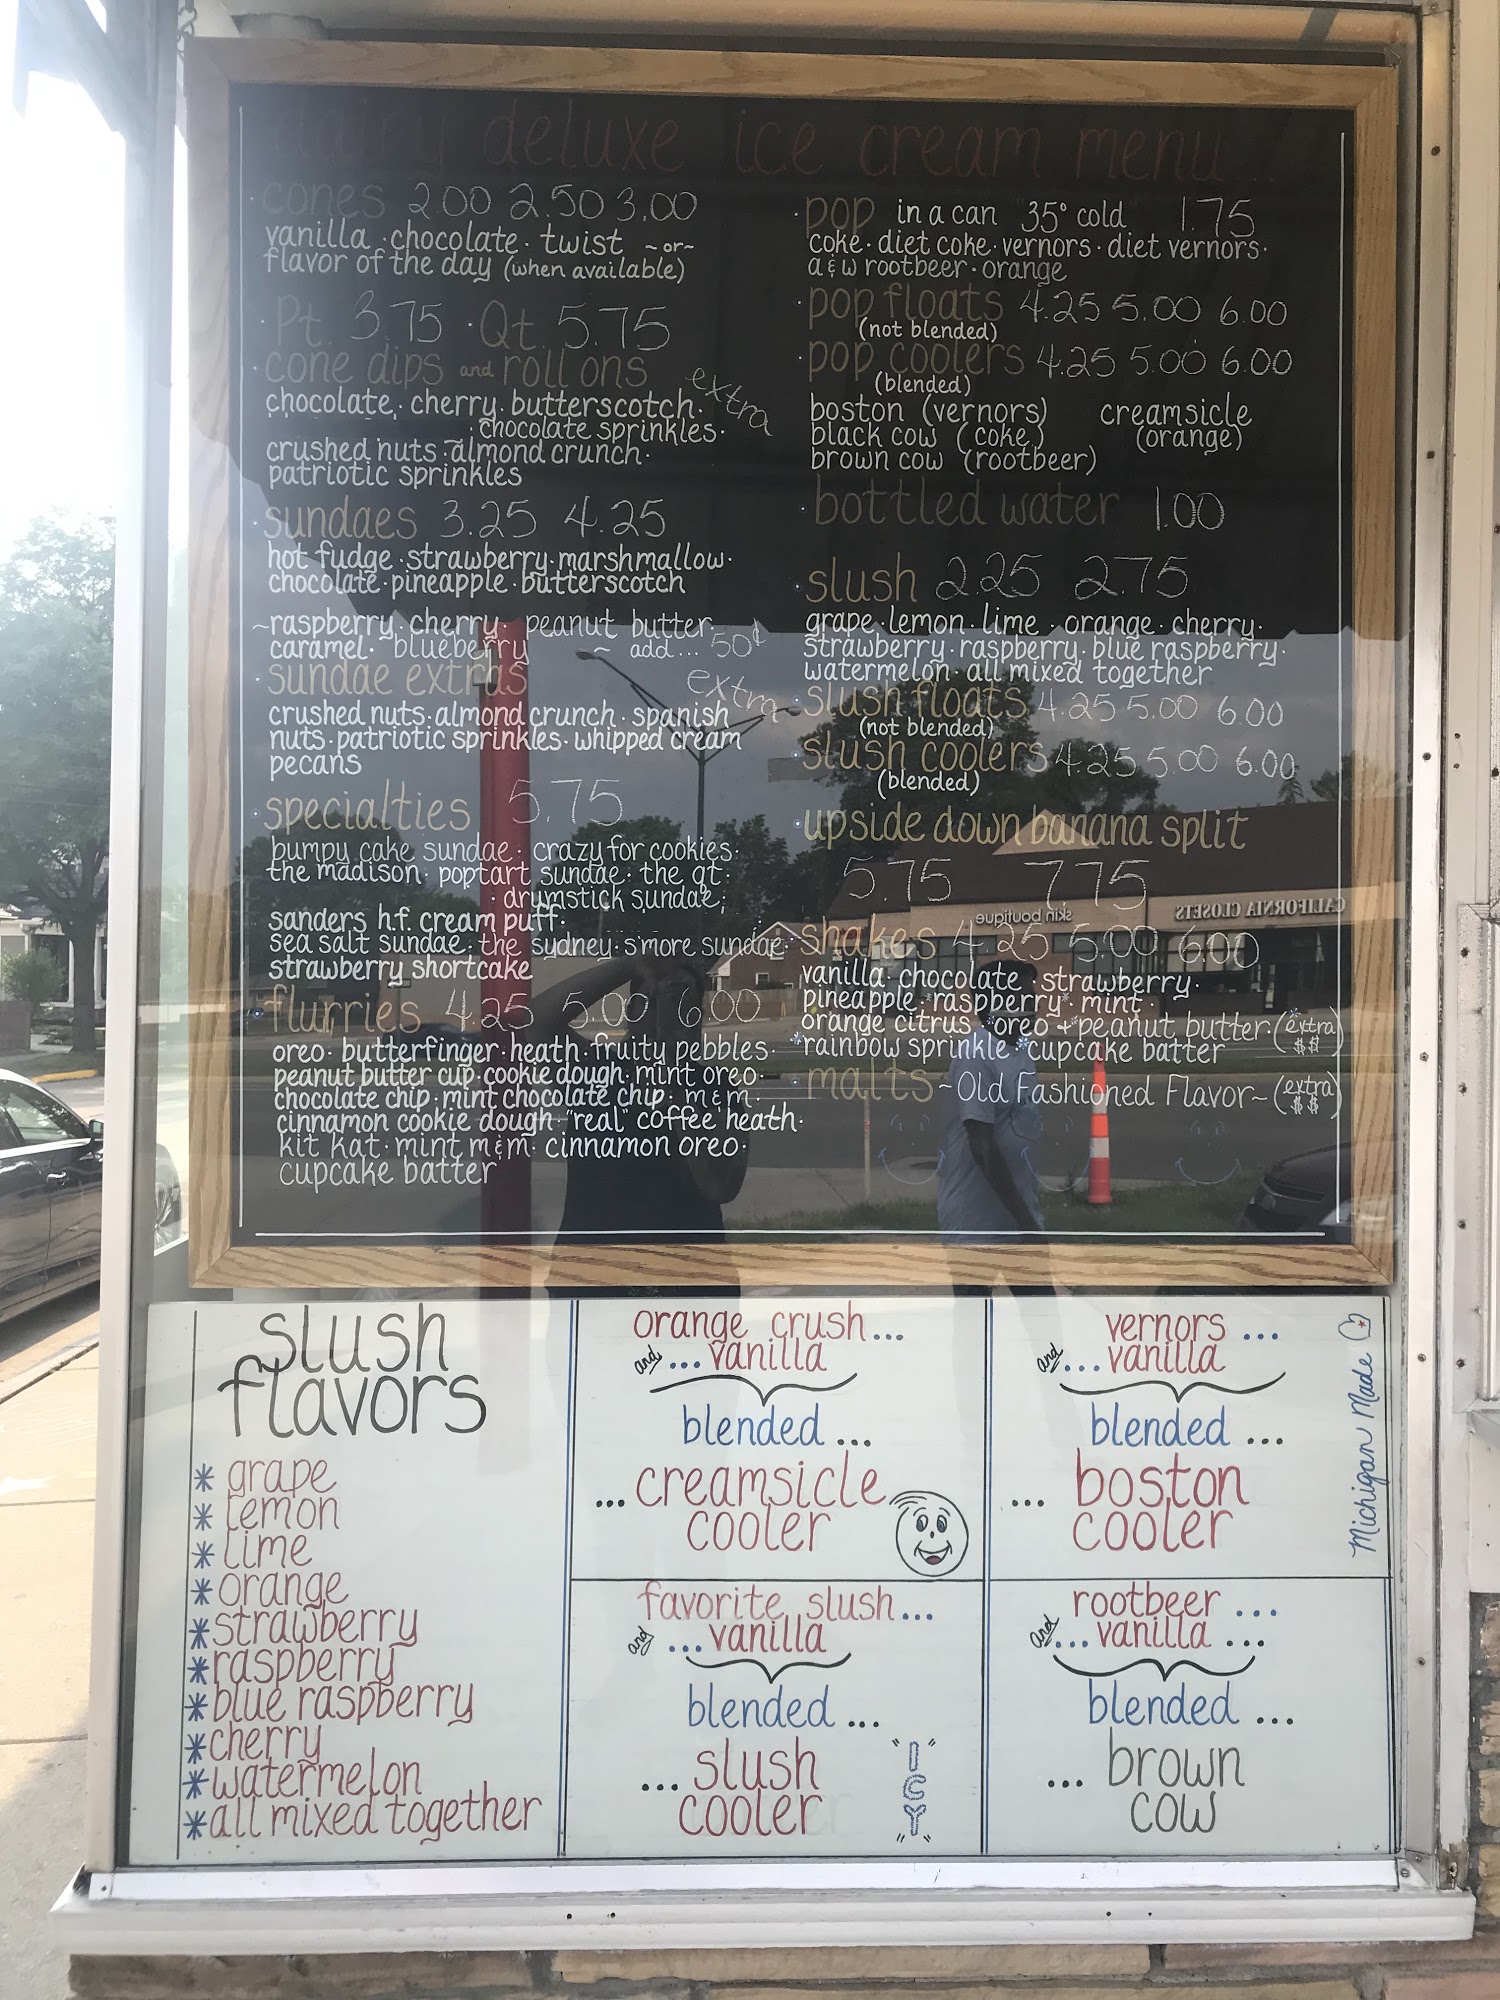 dairy deluxe ice cream menu...
· cones 2.00 2.50 3.00
vanilla · chocolate · twist ~or~
flavor of the day (when available)
· Pt. 3.75 · Qt. 5.75
cone dips and roll ons extra
chocolate · cherry · butterscotch ·
· chocolate sprinkles ·
crushed nuts · almond crunch ·
patriotic sprinkles
· sundaes 3.25 4.25
hot fudge · strawberry · marshmallow ·
chocolate · pineapple · butterscotch
~raspberry · cherry · peanut butter
caramel · blueberry ~ add... 50¢
· sundae extras extra
crushed nuts · almond crunch · spanish
nuts · patriotic sprinkles · whipped cream
pecans
· specialties 5.75
bumpy cake sundae · crazy for cookies ·
the madison · poptart sundae · the qt ·
· drumstick sundae,
sanders h.f. cream puff ·
sea salt sundae · the sydney · s'more sundae ·
strawberry shortcake
· flurries 4.25 5.00 6.00
oreo · butterfinger · heath · fruity pebbles ·
peanut butter cup · cookie dough · mint oreo ·
chocolate chip · mint chocolate chip · m&m ·
cinnamon cookie dough · "real" coffee heath ·
kit kat · mint m&m · cinnamon oreo ·
cupcake batter
· pop in a can "35° cold" 1.75
coke · diet coke · vernors · diet vernors ·
a&w rootbeer · orange
· pop floats 4.25 5.00 6.00
(not blended)
· pop coolers 4.25 5.00 6.00
(blended)
boston (vernors) creamsicle
black cow (coke) (orange)
brown cow (rootbeer)
· bottled water 1.00
· slush 2.25 2.75
grape · lemon · lime · orange · cherry ·
strawberry · raspberry · blue raspberry ·
watermelon · all mixed together
· slush floats 4.25 5.00 6.00
(not blended)
· slush coolers 4.25 5.00 6.00
(blended)
· upside down banana split
5.75 7.75
· shakes 4.25 5.00 6.00
vanilla · chocolate · strawberry ·
pineapple · raspberry · mint ·
orange citrus *oreo *peanut butter · (*extra $$)
*rainbow sprinkle *cupcake batter
· malts ~Old Fashioned Flavor~ (extra $$)
skin boutique
CALIFORNIA CLOSETS
slush
flavors
* grape
* lemon
* lime
* orange
* strawberry
* raspberry
* blue raspberry
* cherry
* watermelon
* all mixed together
orange crush...
and ...vanilla
blended ...
... creamsicle
cooler
vernors ...
and ...vanilla
blended ...
... boston
cooler
Michigan Made
favorite slush...
and ...vanilla
blended ...
... slush
cooler
"ICY"
rootbeer ...
and ...vanilla ...
blended ...
... brown
cow